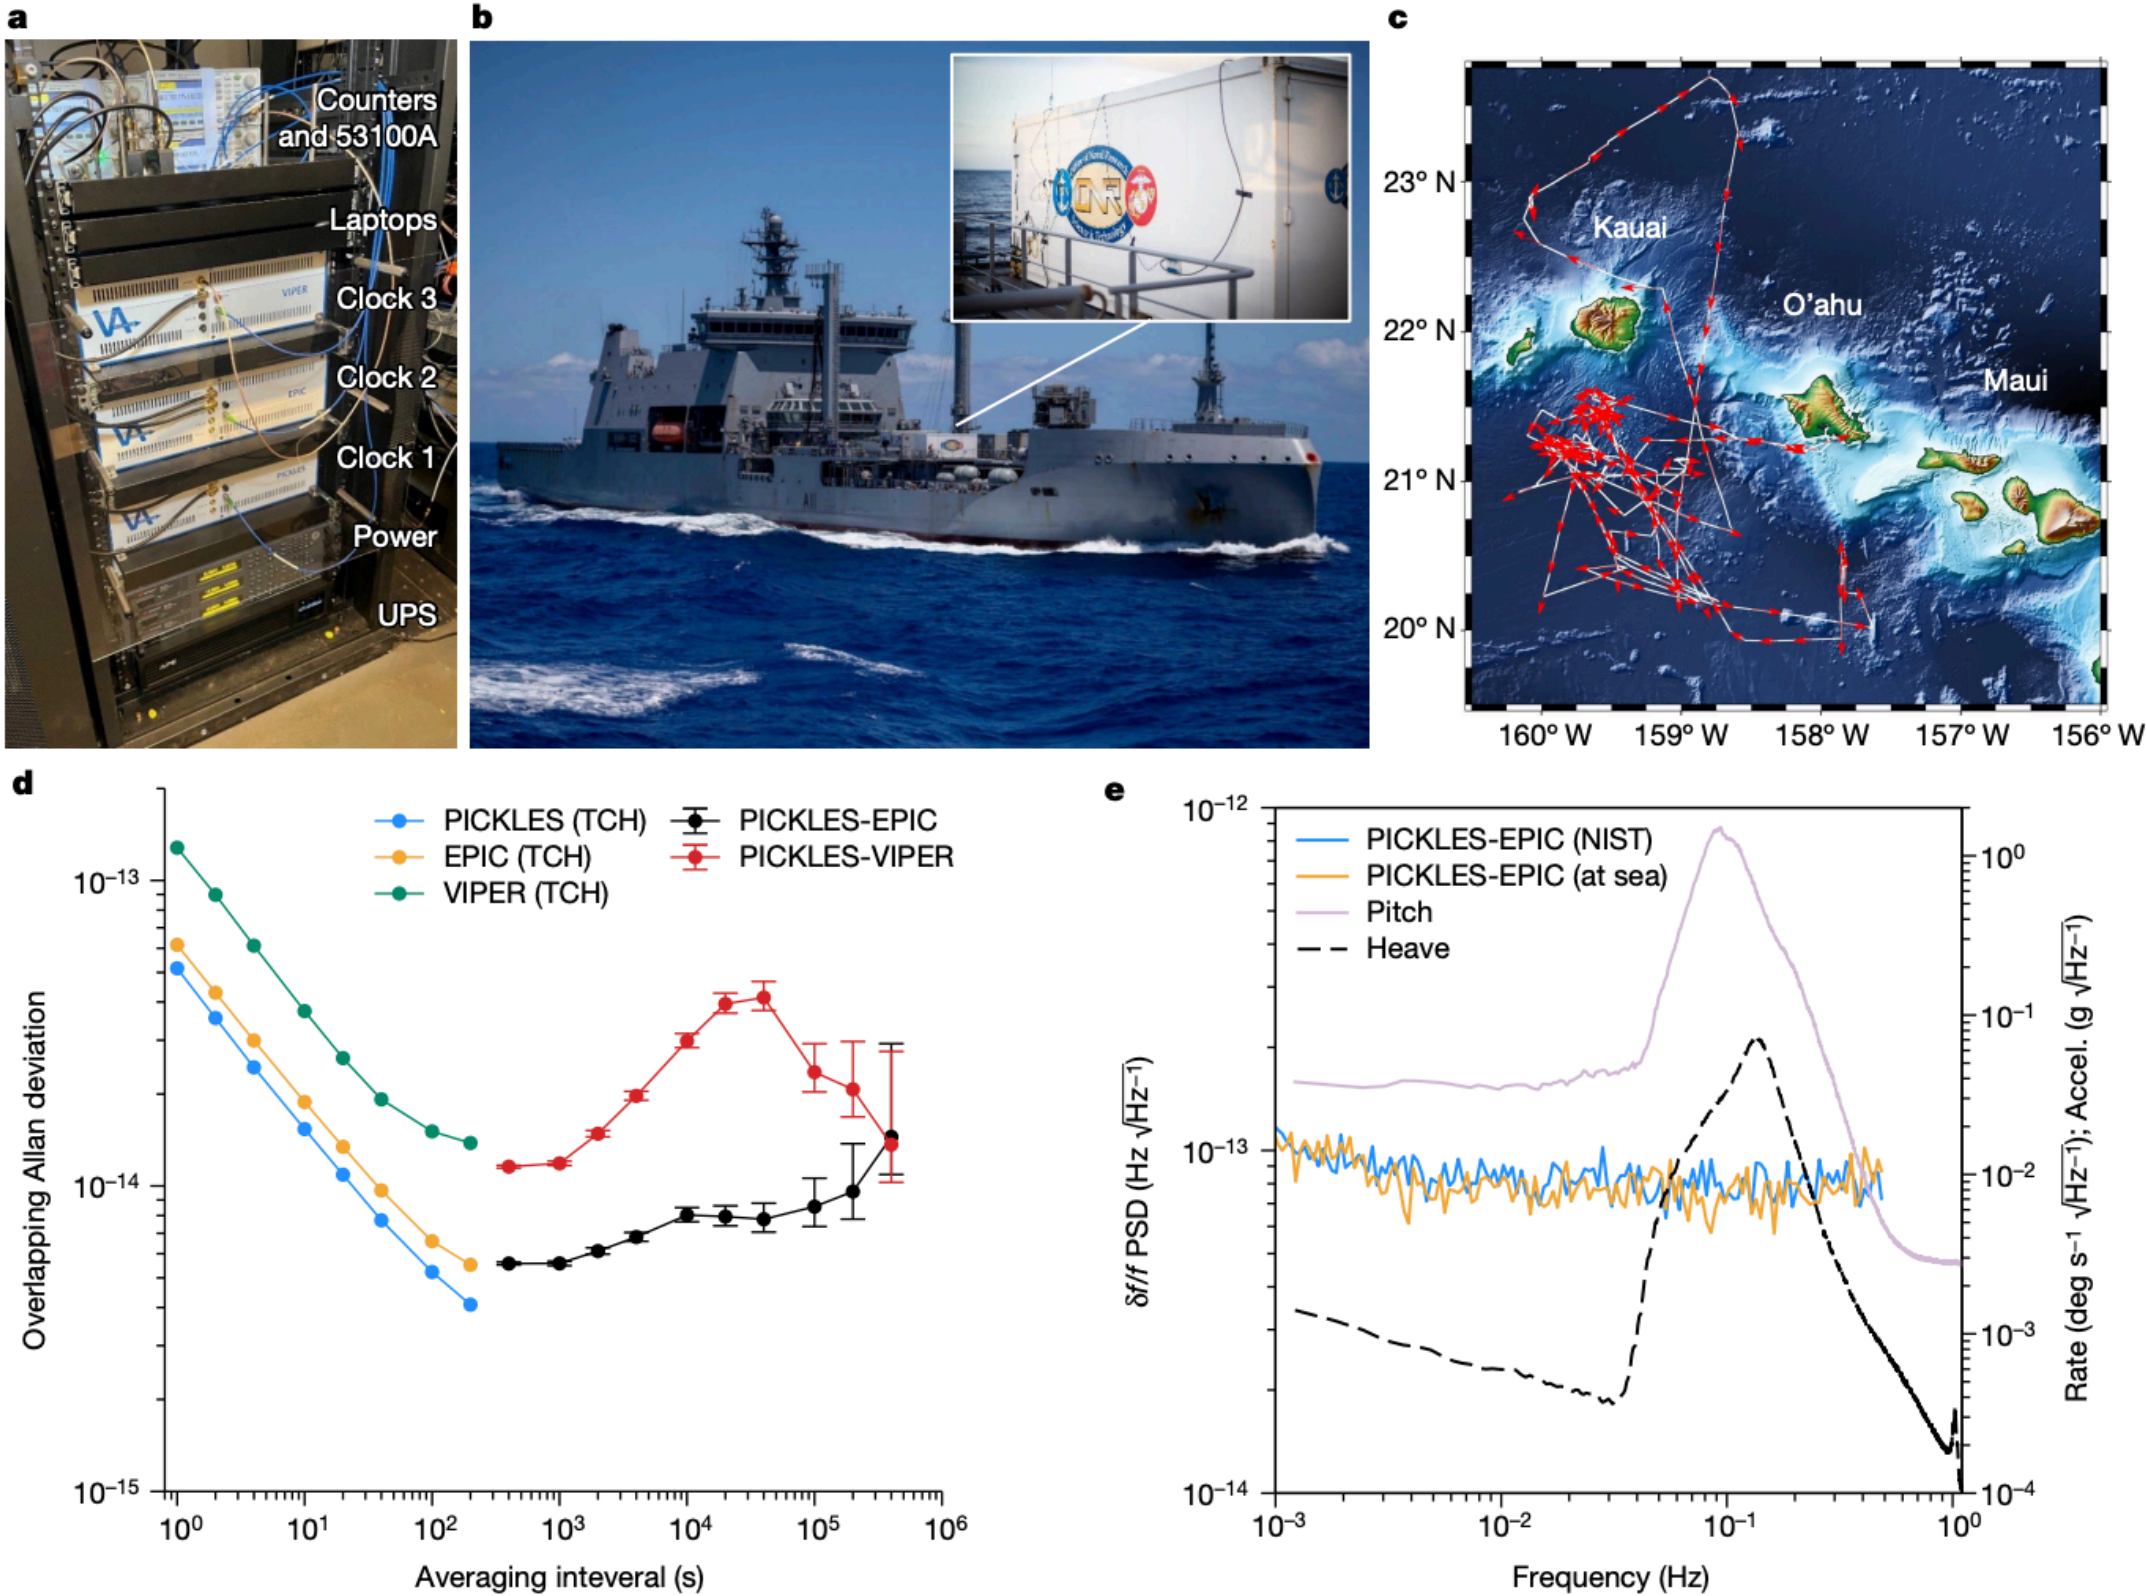 a
Counters
and 53100A
Laptops
VIPER
Clock 3
Clock 2
EPIC
Clock 1
PICKLES
Power
UPS
b
A11
c
23° N
22° N
21° N
20° N
Kauai
O’ahu
Maui
160° W 159° W 158° W 157° W 156° W
d
Overlapping Allan deviation
10⁻¹³
10⁻¹⁴
10⁻¹⁵
PICKLES (TCH)
EPIC (TCH)
VIPER (TCH)
PICKLES-EPIC
PICKLES-VIPER
10⁰ 10¹ 10² 10³ 10⁴ 10⁵ 10⁶
Averaging inteveral (s)
e
δf/f PSD (Hz √Hz⁻¹)
10⁻¹²
10⁻¹³
10⁻¹⁴
PICKLES-EPIC (NIST)
PICKLES-EPIC (at sea)
Pitch
Heave
10⁰
10⁻¹
10⁻²
10⁻³
10⁻⁴
Rate (deg s⁻¹ √Hz⁻¹); Accel. (g √Hz⁻¹)
10⁻³ 10⁻² 10⁻¹ 10⁰
Frequency (Hz)